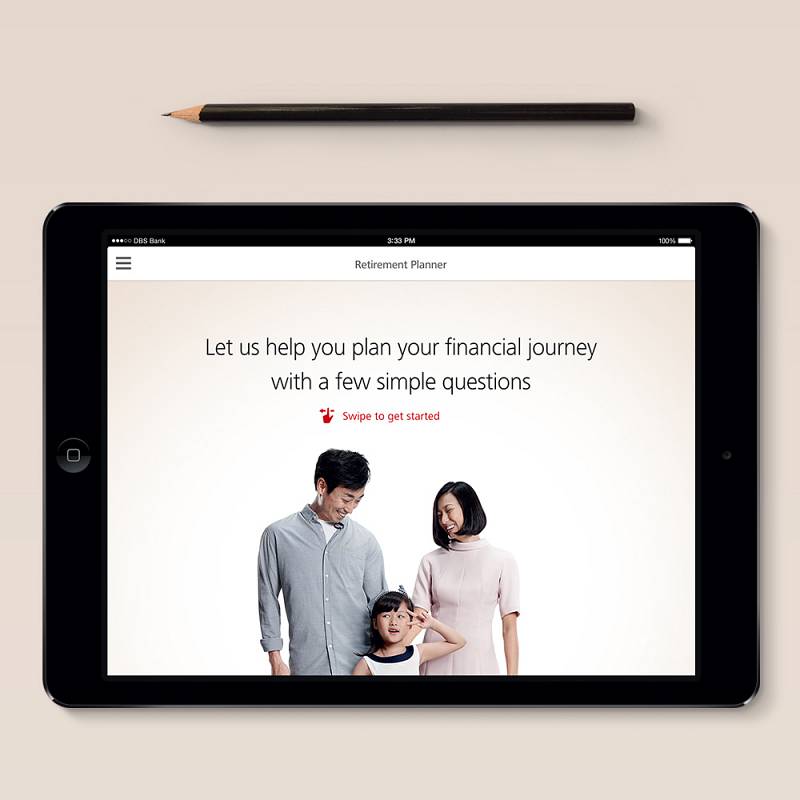 DBS Bank
3:33 PM
100%
Retirement Planner
Let us help you plan your financial journey
with a few simple questions
Swipe to get started